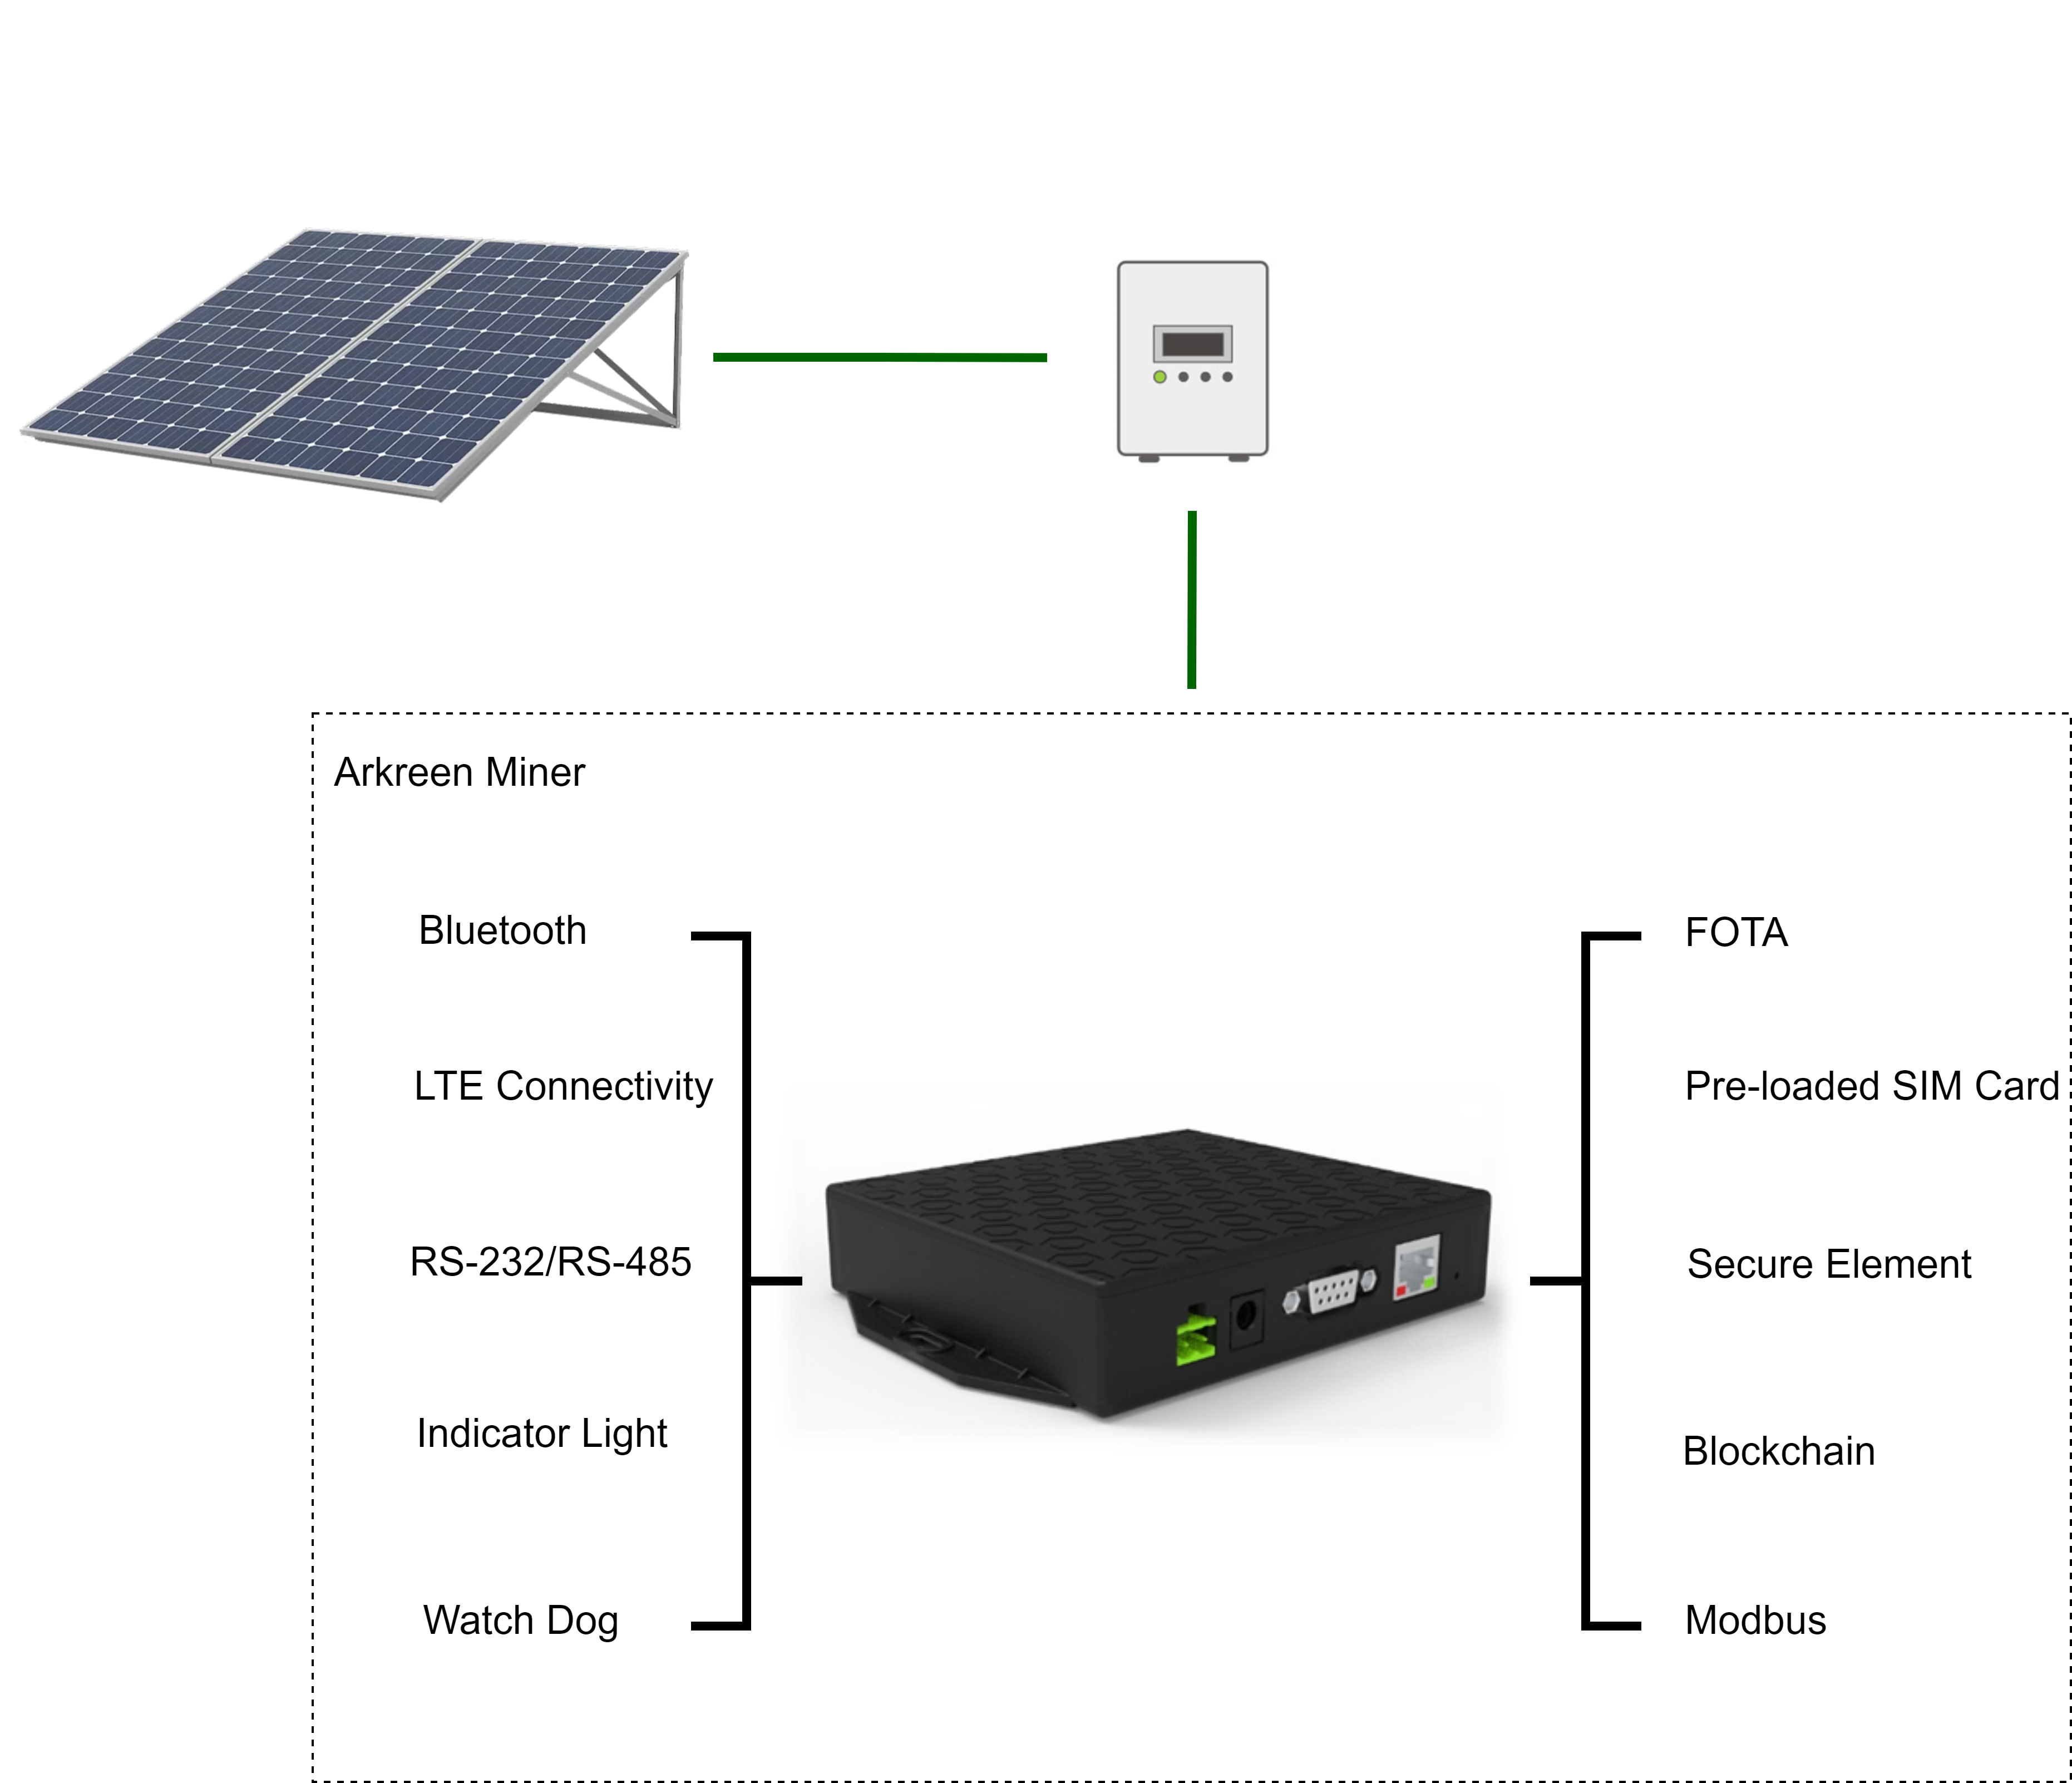 Arkreen Miner
Bluetooth
LTE Connectivity
RS-232/RS-485
Indicator Light
Watch Dog
FOTA
Pre-loaded SIM Card
Secure Element
Blockchain
Modbus